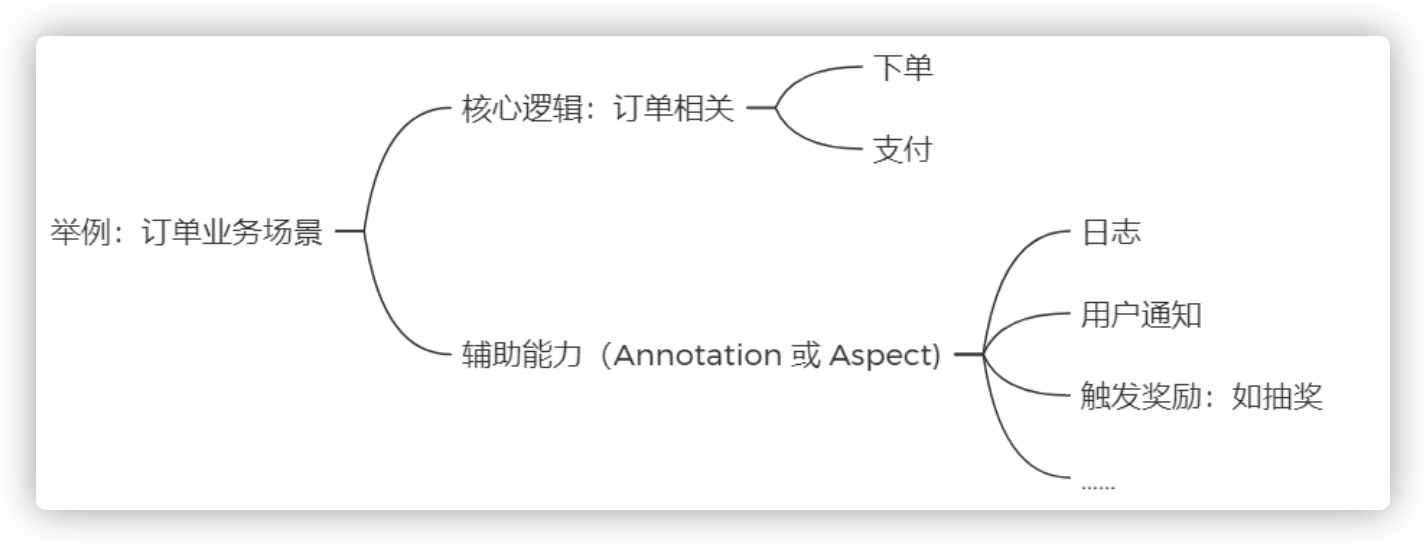 下单
核心逻辑：订单相关
支付
举例：订单业务场景
日志
用户通知
辅助能力（Annotation 或 Aspect)
触发奖励：如抽奖
......